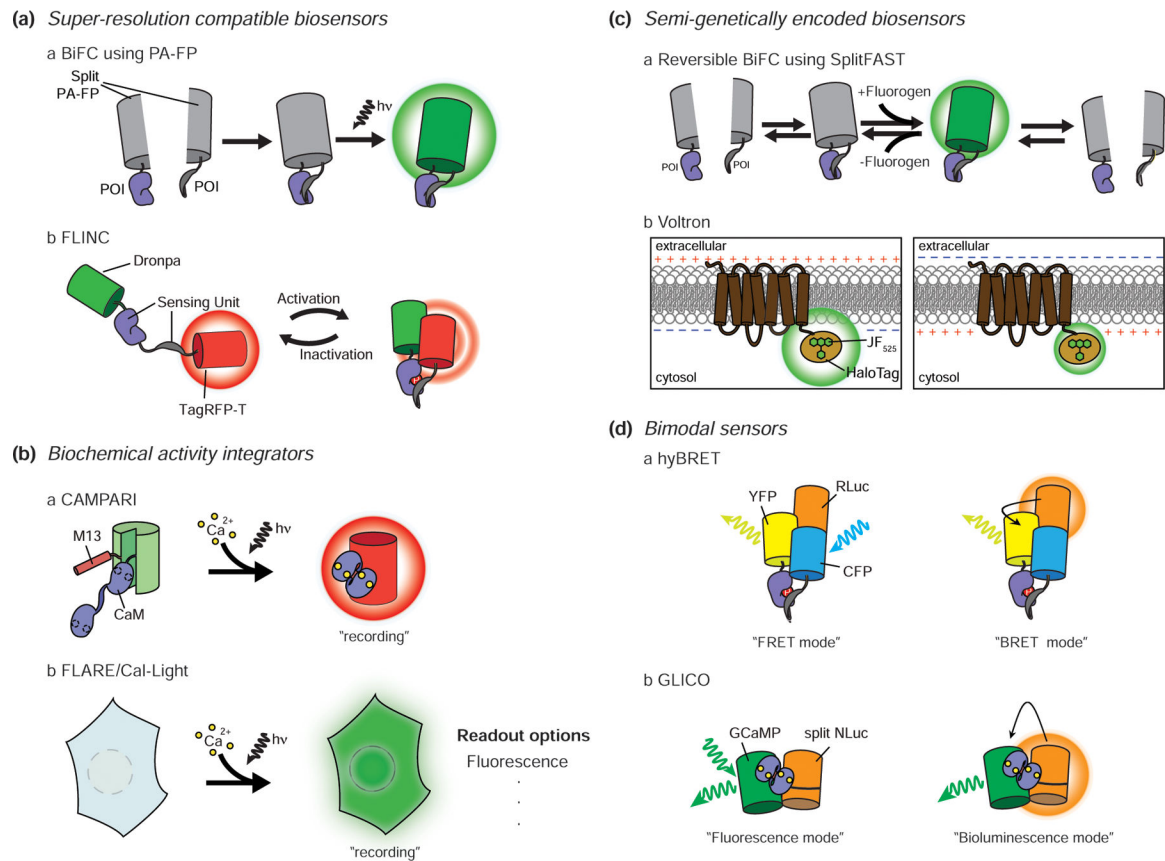 (a) Super-resolution compatible biosensors
a BiFC using PA-FP
Split
PA-FP
hν
POI
POI
b FLINC
Dronpa
Sensing Unit
Activation
Inactivation
TagRFP-T
(b) Biochemical activity integrators
a CAMPARI
M13
CaM
Ca2+
hν
"recording"
b FLARE/Cal-Light
Ca2+
hν
"recording"
Readout options
Fluorescence
.
.
.
(c) Semi-genetically encoded biosensors
a Reversible BiFC using SplitFAST
+Fluorogen
-Fluorogen
POI
POI
b Voltron
extracellular
+ + + + + + + + + + + + + + + + + +
JF525
HaloTag
cytosol
extracellular
cytosol
(d) Bimodal sensors
a hyBRET
YFP
RLuc
CFP
"FRET mode"
"BRET mode"
b GLICO
GCaMP
split NLuc
"Fluorescence mode"
"Bioluminescence mode"